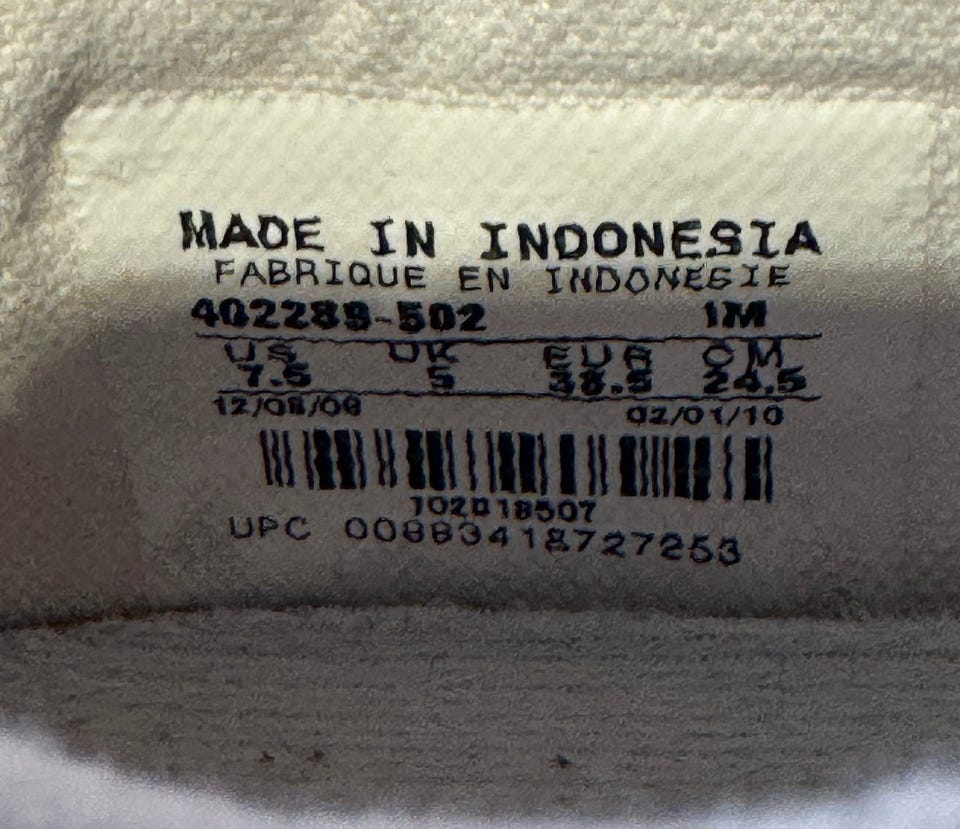 MADE IN INDONESIA
FABRIQUE EN INDONESIE
402289-502 1M
US UK EUR CM
7.5 5 38.5 24.5
12/08/09 02/01/10
102018507
UPC 00883418727253